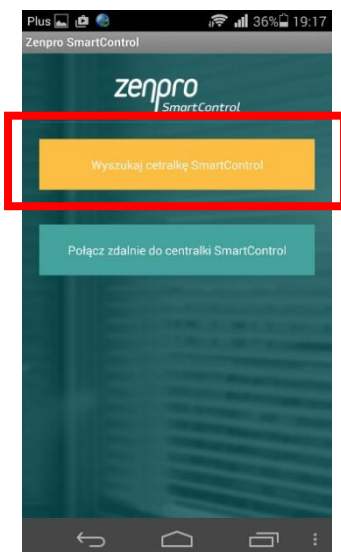 Plus 36% 19:17
Zenpro SmartControl
zenpro
SmartControl
Wyszukaj cetralkę SmartControl
Połącz zdalnie do centralki SmartControl